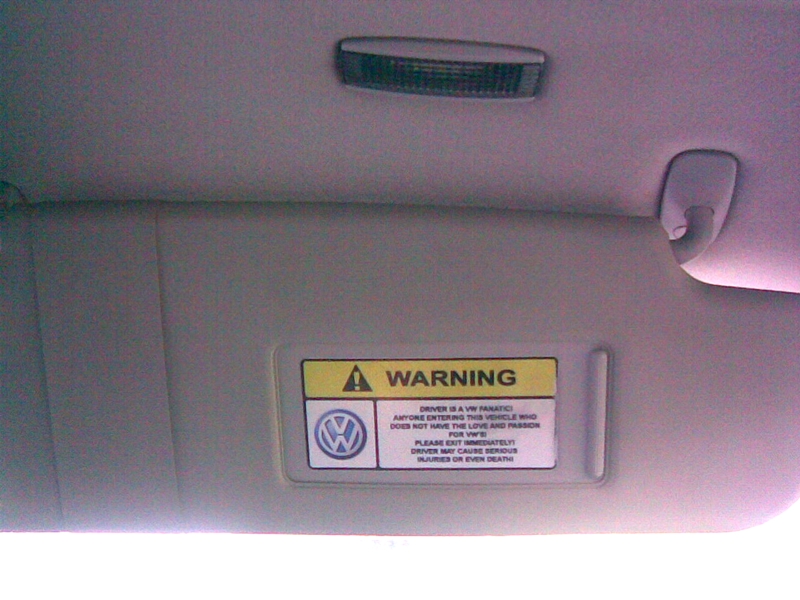 WARNING
DRIVER IS A VW FANATIC!
ANYONE ENTERING THIS VEHICLE WHO
DOES NOT HAVE THE LOVE AND PASSION
FOR VW'S!
PLEASE EXIT IMMEDIATELY!
DRIVER MAY CAUSE SERIOUS
INJURIES OR EVEN DEATH!